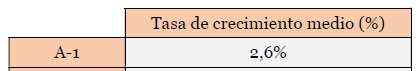 Tasa de crecimiento medio (%)
A-1 2,6%